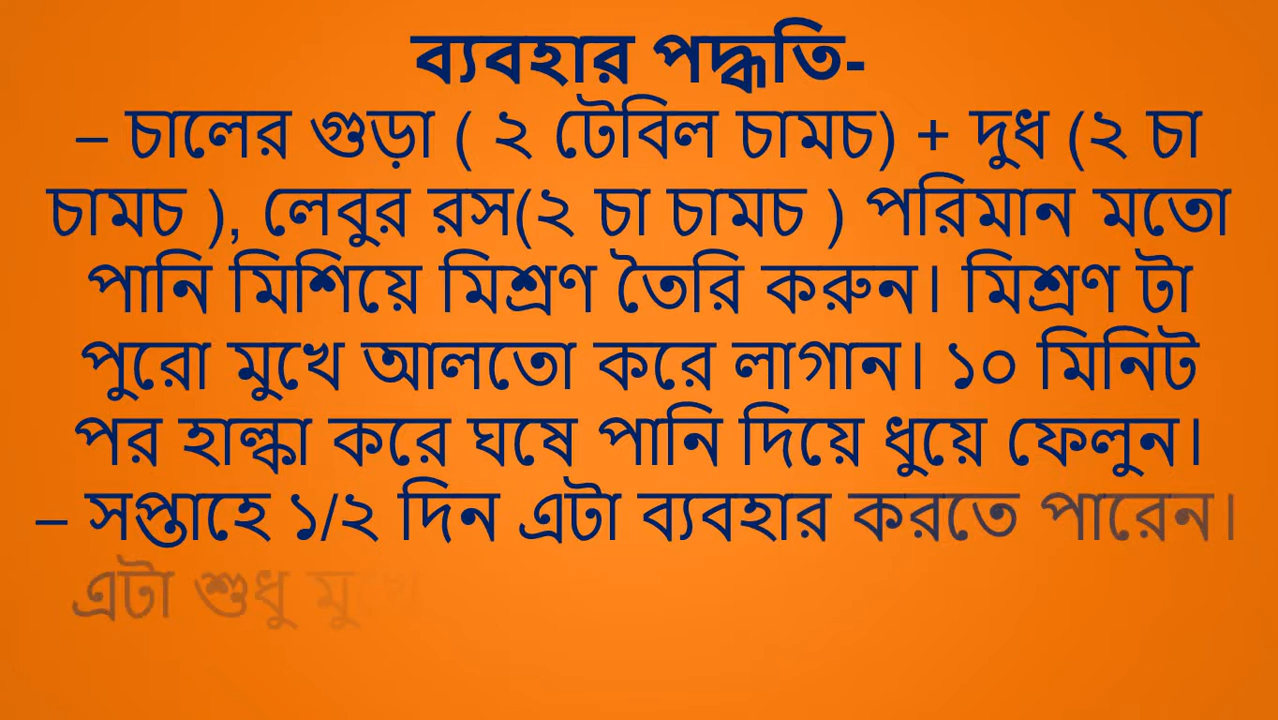 ব্যবহার পদ্ধতি-
– চালের গুড়া ( ২ টেবিল চামচ) + দুধ (২ চা
চামচ ), লেবুর রস(২ চা চামচ ) পরিমান মতো
পানি মিশিয়ে মিশ্রণ তৈরি করুন। মিশ্রণ টা
পুরো মুখে আলতো করে লাগান। ১০ মিনিট
পর হাল্কা করে ঘষে পানি দিয়ে ধুয়ে ফেলুন।
– সপ্তাহে ১/২ দিন এটা ব্যবহার করতে পারেন।
এটা শুধু মুখে